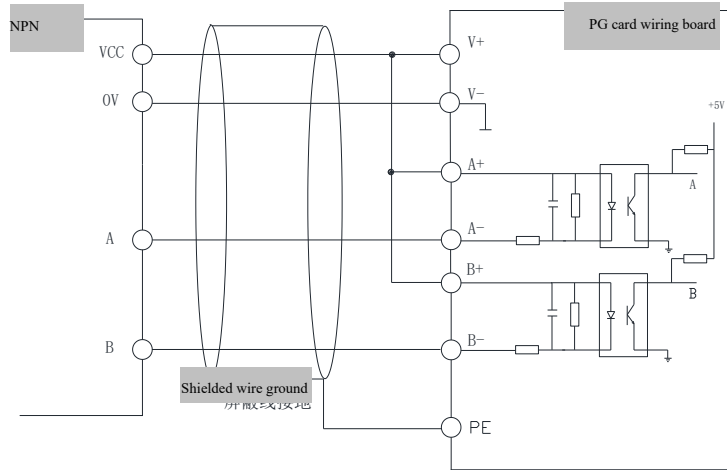 NPN
PG card wiring board
VCC
V+
0V
V-
+5V
A+
A
A
A-
B+
B
B
B-
Shielded wire ground
屏蔽线接地
PE